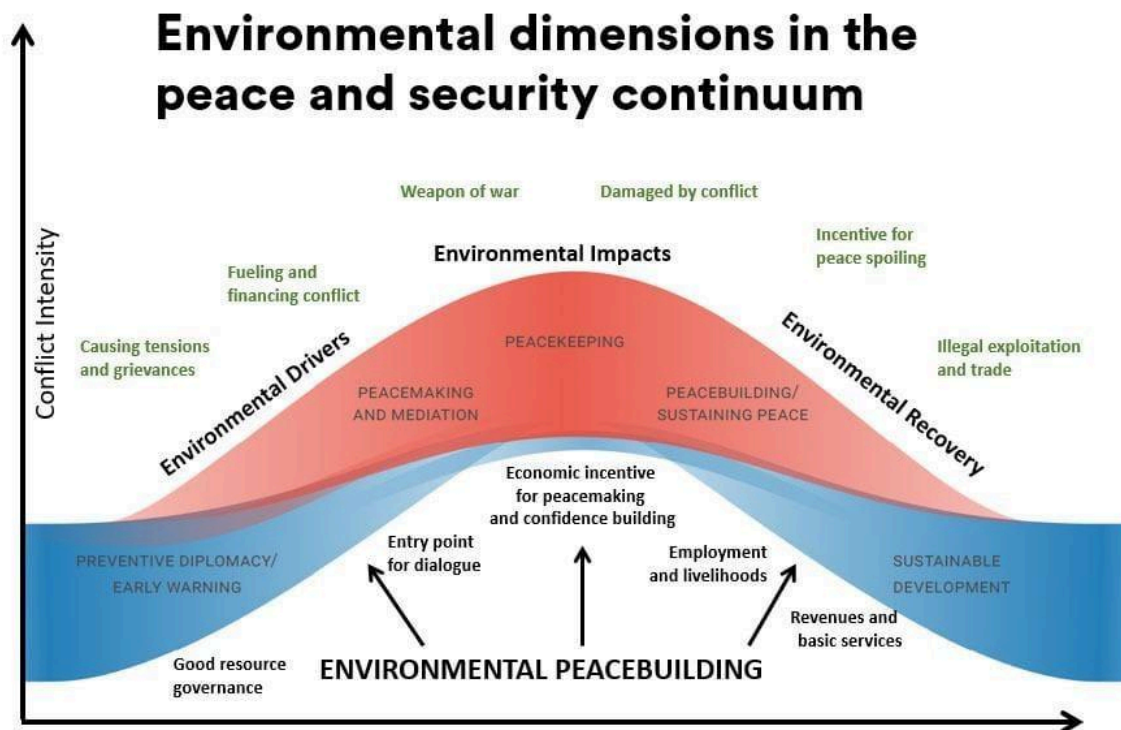 Environmental dimensions in the
peace and security continuum
Conflict Intensity
Weapon of war
Damaged by conflict
Environmental Impacts
Incentive for
peace spoiling
Fueling and
financing conflict
Causing tensions
and grievances
Illegal exploitation
and trade
Environmental Drivers
Environmental Recovery
PEACEKEEPING
PEACEMAKING
AND MEDIATION
PEACEBUILDING/
SUSTAINING PEACE
PREVENTIVE DIPLOMACY/
EARLY WARNING
SUSTAINABLE
DEVELOPMENT
Economic incentive
for peacemaking
and confidence building
Entry point
for dialogue
Employment
and livelihoods
Revenues and
basic services
Good resource
governance
ENVIRONMENTAL PEACEBUILDING